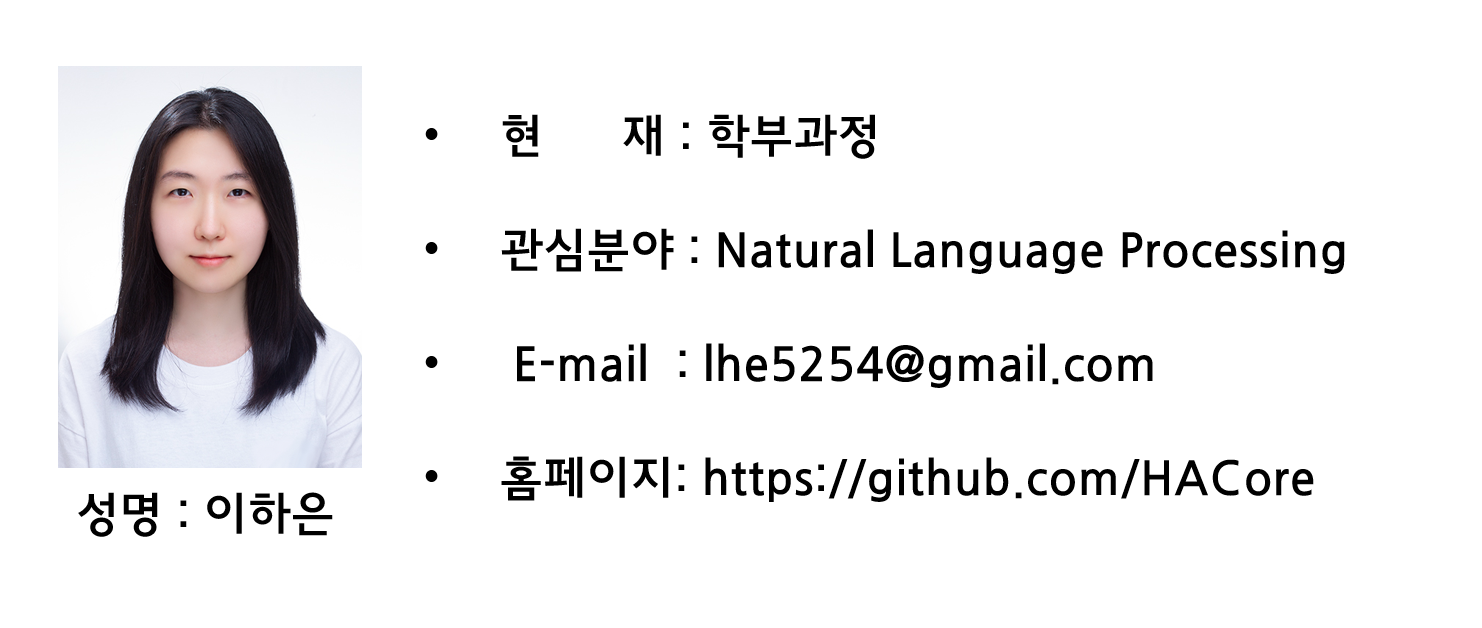 • 현 재 : 학부과정
• 관심분야 : Natural Language Processing
• E-mail : lhe5254@gmail.com
• 홈페이지: https://github.com/HACore
성명 : 이하은